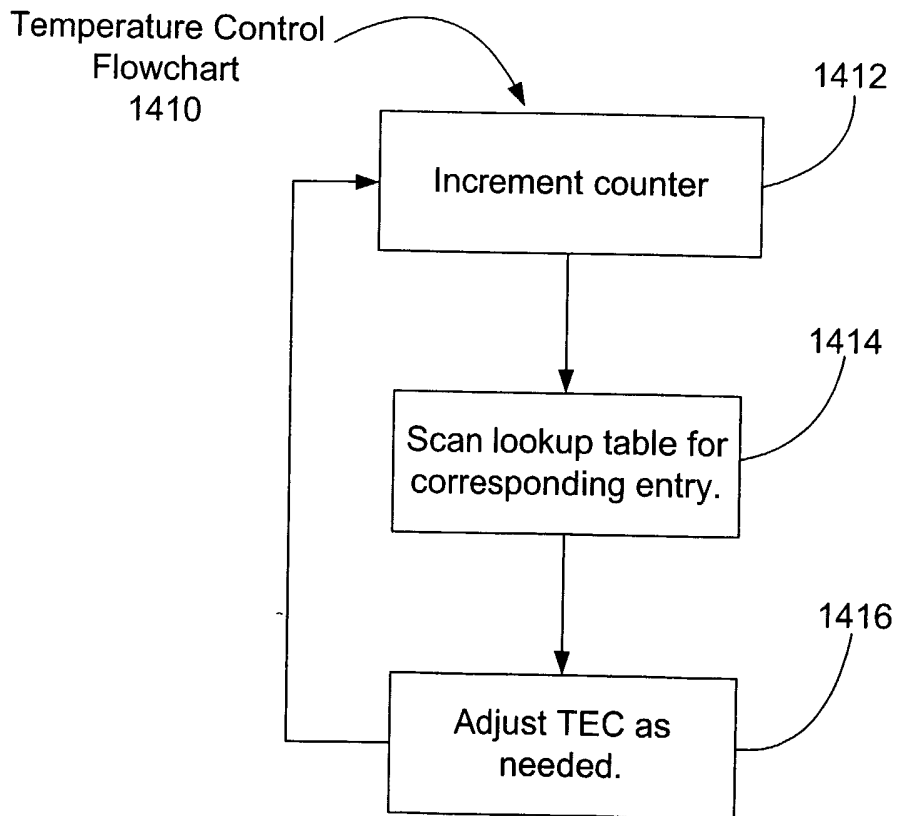 Temperature Control
Flowchart
1410
1412
Increment counter
1414
Scan lookup table for
corresponding entry.
1416
Adjust TEC as
needed.